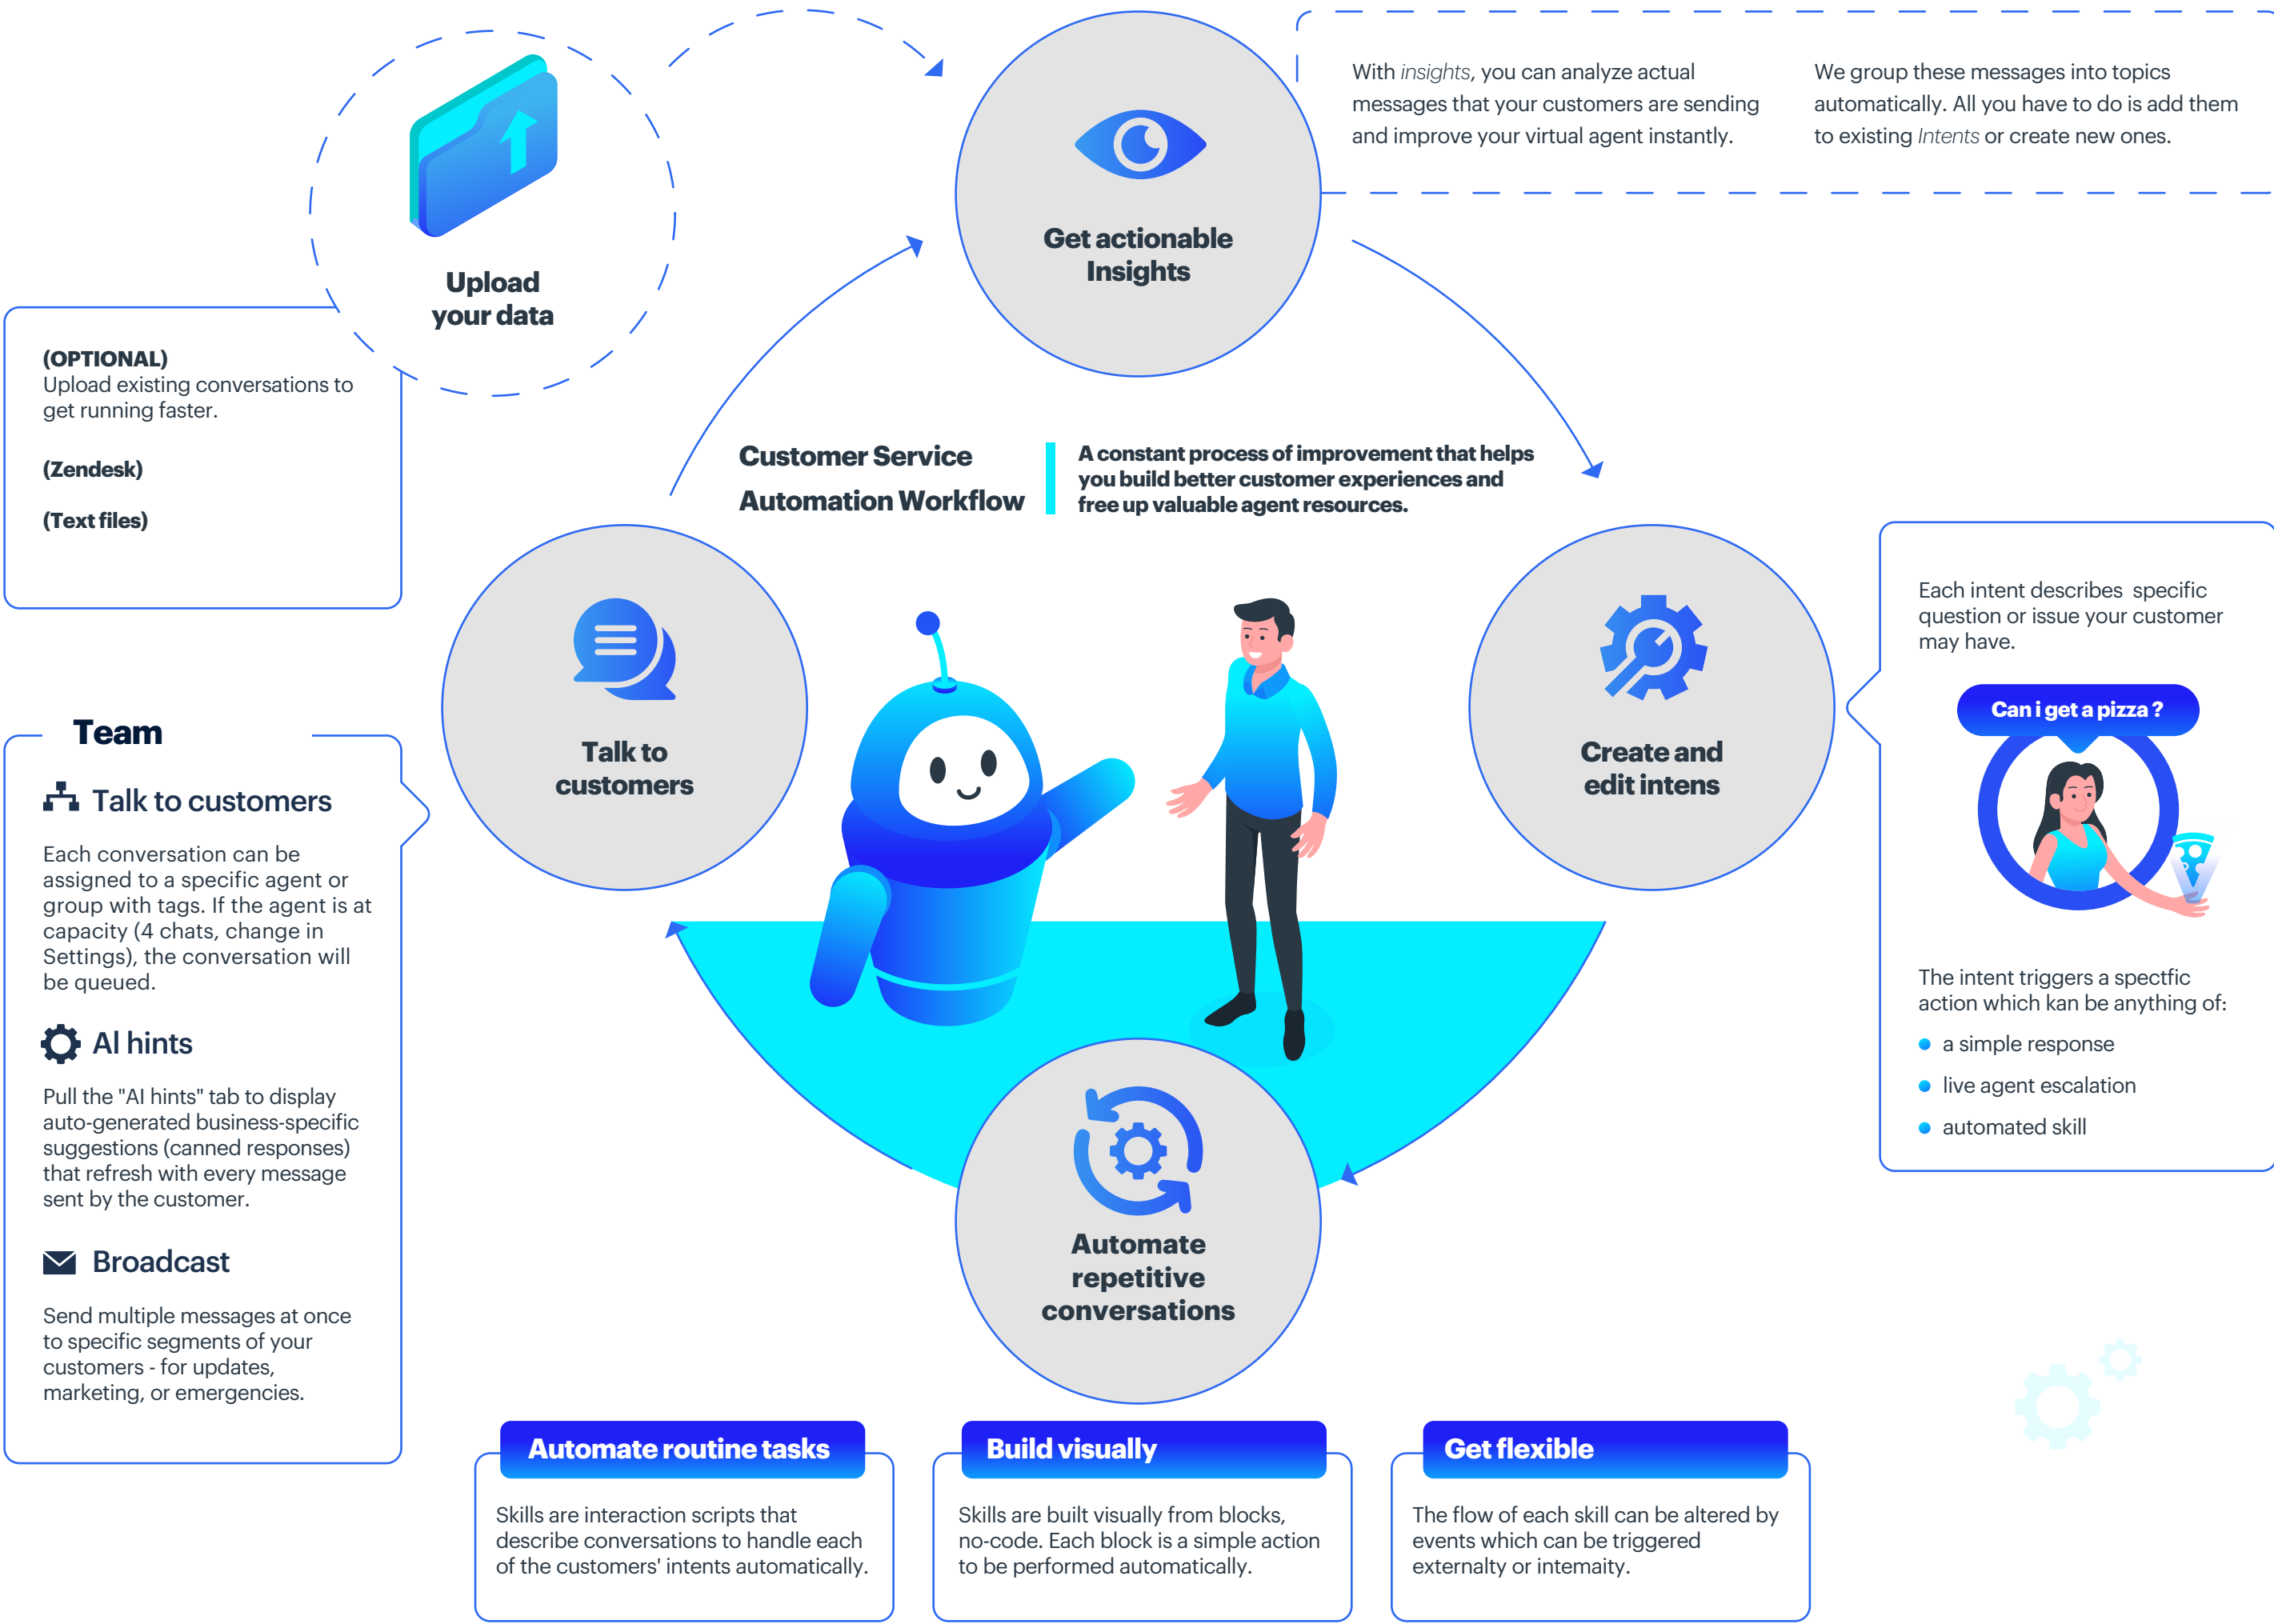 Upload
your data
Get actionable
Insights
With insights, you can analyze actual
messages that your customers are sending
and improve your virtual agent instantly.
We group these messages into topics
automatically. All you have to do is add them
to existing Intents or create new ones.
(OPTIONAL)
Upload existing conversations to
get running faster.
(Zendesk)
(Text files)
Customer Service
Automation Workflow
A constant process of improvement that helps
you build better customer experiences and
free up valuable agent resources.
Talk to
customers
Create and
edit intens
Each intent describes specific
question or issue your customer
may have.
Can i get a pizza ?
The intent triggers a spectfic
action which kan be anything of:
a simple response
live agent escalation
automated skill
Team
Talk to customers
Each conversation can be
assigned to a specific agent or
group with tags. If the agent is at
capacity (4 chats, change in
Settings), the conversation will
be queued.
Al hints
Pull the "AI hints" tab to display
auto-generated business-specific
suggestions (canned responses)
that refresh with every message
sent by the customer.
Broadcast
Send multiple messages at once
to specific segments of your
customers - for updates,
marketing, or emergencies.
Automate
repetitive
conversations
Automate routine tasks
Skills are interaction scripts that
describe conversations to handle each
of the customers' intents automatically.
Build visually
Skills are built visually from blocks,
no-code. Each block is a simple action
to be performed automatically.
Get flexible
The flow of each skill can be altered by
events which can be triggered
externalty or intemaity.